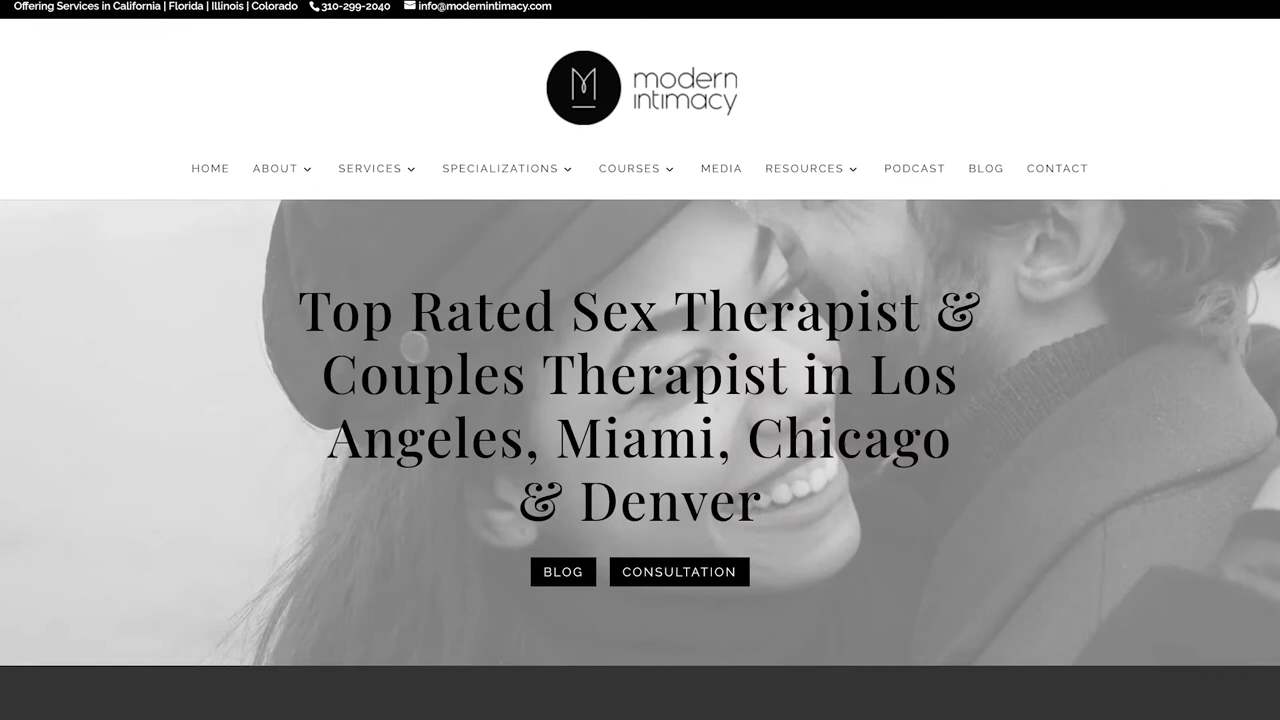 Offering Services in California | Florida | Illinois | Colorado 310-299-2040 info@modernintimacy.com
M
modern
intimacy
HOME ABOUT SERVICES SPECIALIZATIONS COURSES MEDIA RESOURCES PODCAST BLOG CONTACT
Top Rated Sex Therapist &
Couples Therapist in Los
Angeles, Miami, Chicago
& Denver
BLOG CONSULTATION